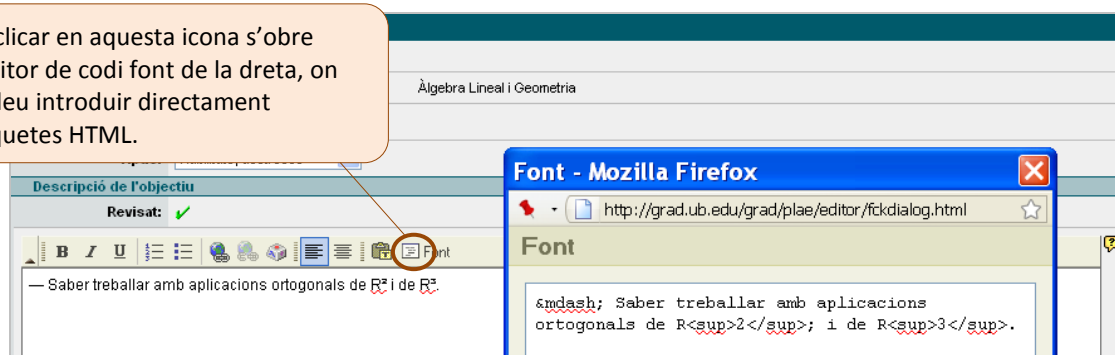 clicar en aquesta icona s’obre
itor de codi font de la dreta, on
deu introduir directament
quetes HTML.
Àlgebra Lineal i Geometria
Descripció de l'objectiu
Revisat:
B I U Font
— Saber treballar amb aplicacions ortogonals de R² i de R³.
Font - Mozilla Firefox
http://grad.ub.edu/grad/plae/editor/fckdialog.html
Font
&mdash; Saber treballar amb aplicacions
ortogonals de R<sup>2</sup>; i de R<sup>3</sup>.